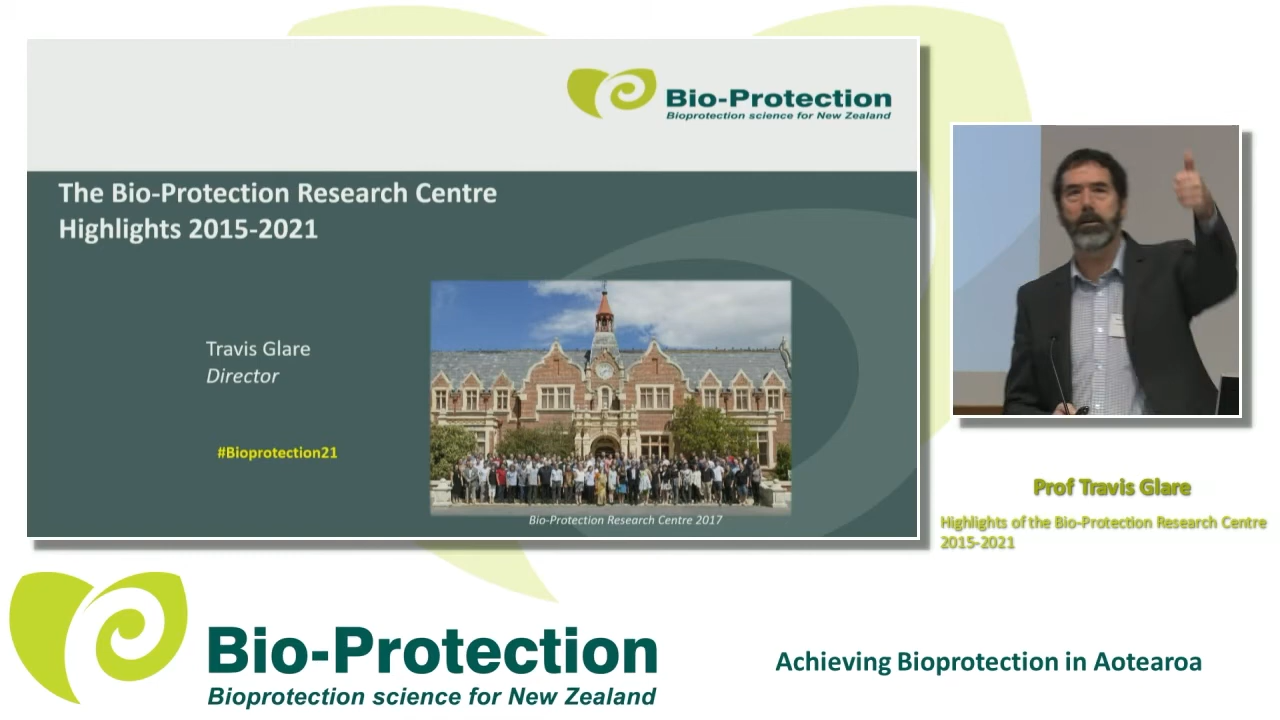 Bio-Protection
Bioprotection science for New Zealand
The Bio-Protection Research Centre
Highlights 2015-2021
Travis Glare
Director
#Bioprotection21
Bio-Protection Research Centre 2017
Prof Travis Glare
Highlights of the Bio-Protection Research Centre
2015-2021
Bio-Protection
Bioprotection science for New Zealand
Achieving Bioprotection in Aotearoa